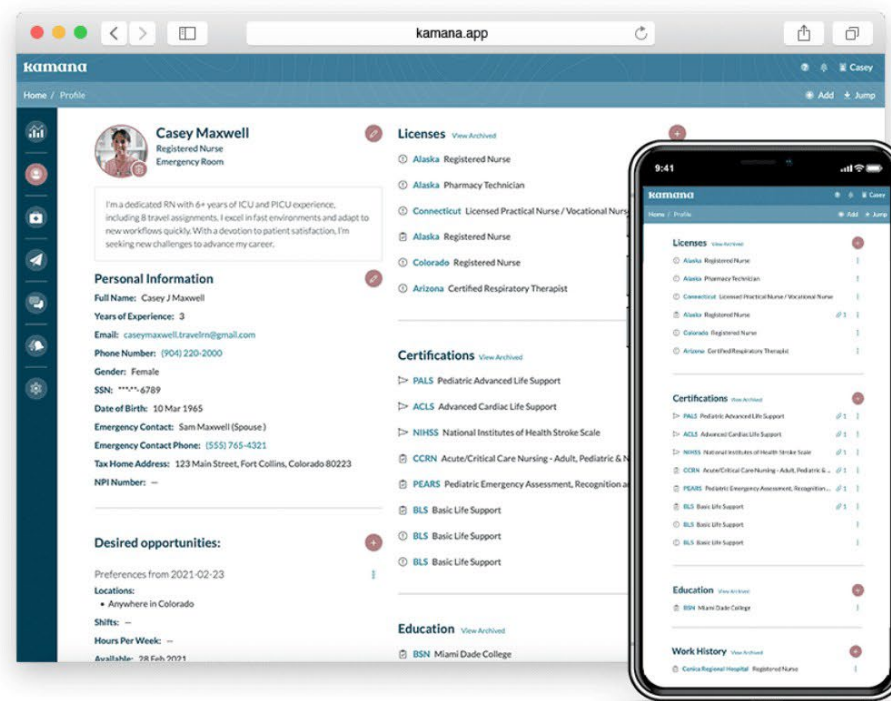 kamana.app
kamana
Casey
Home / Profile
Add
Jump
Casey Maxwell
Registered Nurse
Emergency Room
I'm a dedicated RN with 6+ years of ICU and PICU experience,
including 8 travel assignments. I excel in fast environments and adapt to
new workflows quickly. With a devotion to patient satisfaction, I'm
seeking new challenges to advance my career.
Personal Information
Full Name: Casey J Maxwell
Years of Experience: 3
Email: caseymaxwell.travelrn@gmail.com
Phone Number: (904) 220-2000
Gender: Female
SSN: ***-**-6789
Date of Birth: 10 Mar 1965
Emergency Contact: Sam Maxwell (Spouse)
Emergency Contact Phone: (555) 765-4321
Tax Home Address: 123 Main Street, Fort Collins, Colorado 80223
NPI Number: —
Desired opportunities:
Preferences from 2021-02-23
Locations:
• Anywhere in Colorado
Shifts: —
Hours Per Week: —
Available: 28 Feb 2021
Licenses View Archived
Alaska Registered Nurse
Alaska Pharmacy Technician
Connecticut Licensed Practical Nurse / Vocational Nurs
Alaska Registered Nurse
Colorado Registered Nurse
Arizona Certified Respiratory Therapist
Certifications View Archived
PALS Pediatric Advanced Life Support
ACLS Advanced Cardiac Life Support
NIHSS National Institutes of Health Stroke Scale
CCRN Acute/Critical Care Nursing - Adult, Pediatric & N
PEARS Pediatric Emergency Assessment, Recognition a
BLS Basic Life Support
BLS Basic Life Support
BLS Basic Life Support
Education View Archived
BSN Miami Dade College
9:41
kamana
Casey
Home / Profile
Add
Jump
Licenses View Archived
Alaska Registered Nurse
Alaska Pharmacy Technician
Connecticut Licensed Practical Nurse / Vocational Nurse
Alaska Registered Nurse 1
Colorado Registered Nurse
Arizona Certified Respiratory Therapist
Certifications View Archived
PALS Pediatric Advanced Life Support 1
ACLS Advanced Cardiac Life Support 1
NIHSS National Institutes of Health Stroke Scale 1
CCRN Acute/Critical Care Nursing - Adult, Pediatric & ... 1
PEARS Pediatric Emergency Assessment, Recognition... 1
BLS Basic Life Support 1
BLS Basic Life Support
BLS Basic Life Support
Education View Archived
BSN Miami Dade College
Work History View Archived
Regional Hospital Registered Nurse